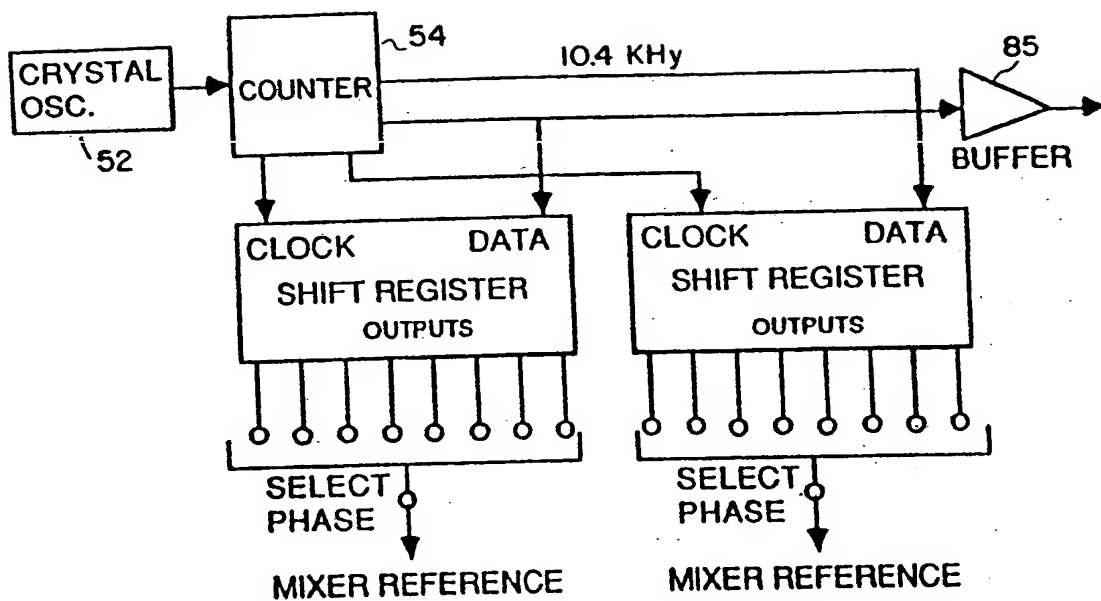 54
10.4 KHy
85
CRYSTAL
OSC.
COUNTER
52
BUFFER
CLOCK DATA
SHIFT REGISTER
OUTPUTS
CLOCK DATA
SHIFT REGISTER
OUTPUTS
SELECT
PHASE
SELECT
PHASE
MIXER REFERENCE
MIXER REFERENCE